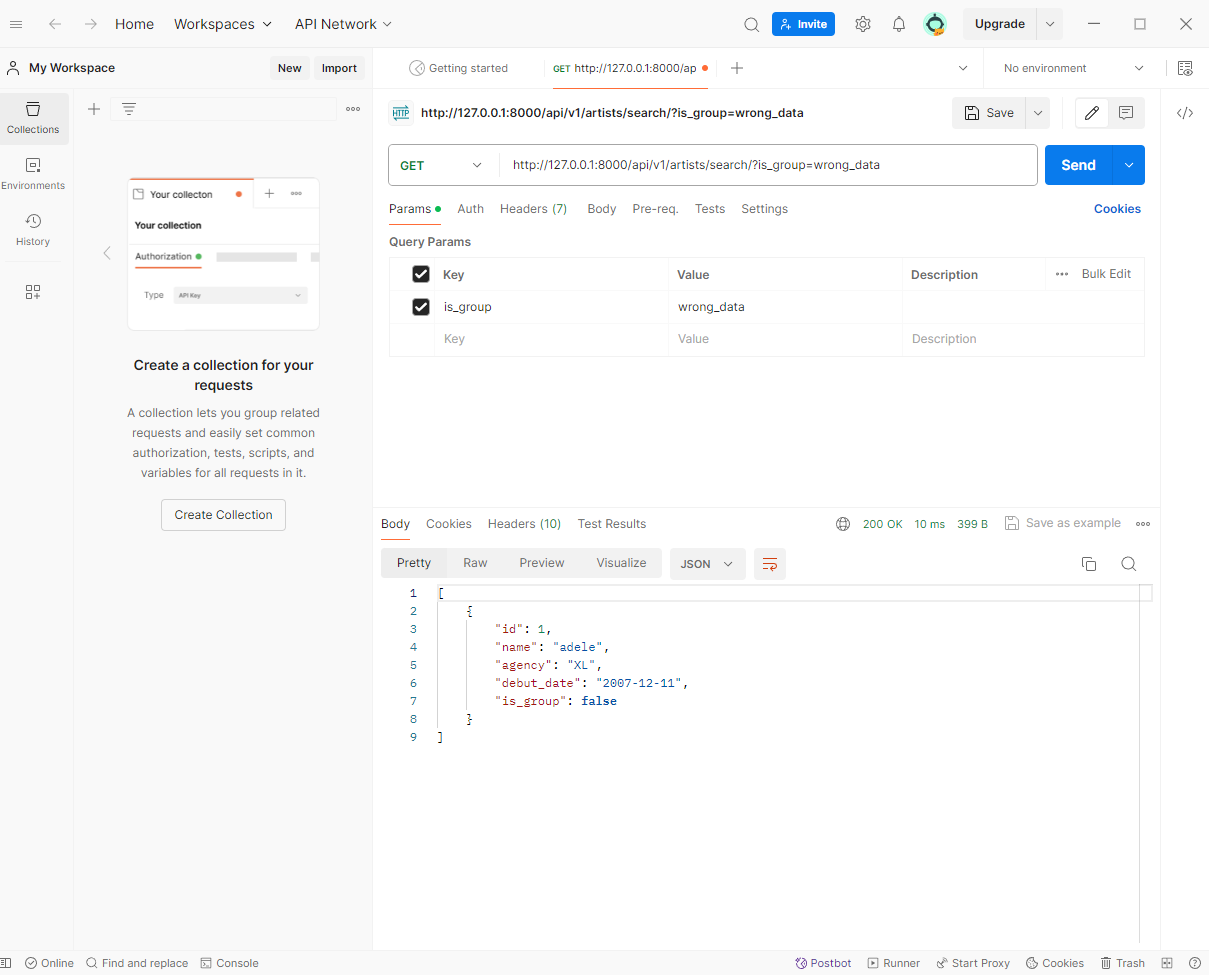 Home Workspaces API Network Invite Upgrade
My Workspace New Import Getting started GET http://127.0.0.1:8000/ap No environment
Collections
Environments
History
Your collecton
Your collection
Authorization
Type API Key
Create a collection for your
requests
A collection lets you group related
requests and easily set common
authorization, tests, scripts, and
variables for all requests in it.
Create Collection
HTTP http://127.0.0.1:8000/api/v1/artists/search/?is_group=wrong_data Save
GET http://127.0.0.1:8000/api/v1/artists/search/?is_group=wrong_data Send
Params Auth Headers (7) Body Pre-req. Tests Settings Cookies
Query Params
Key Value Description Bulk Edit
is_group wrong_data
Key Value Description
Body Cookies Headers (10) Test Results 200 OK 10 ms 399 B Save as example
Pretty Raw Preview Visualize JSON
1 [
2 {
3 "id": 1,
4 "name": "adele",
5 "agency": "XL",
6 "debut_date": "2007-12-11",
7 "is_group": false
8 }
9 ]
Online Find and replace Console Postbot Runner Start Proxy Cookies Trash